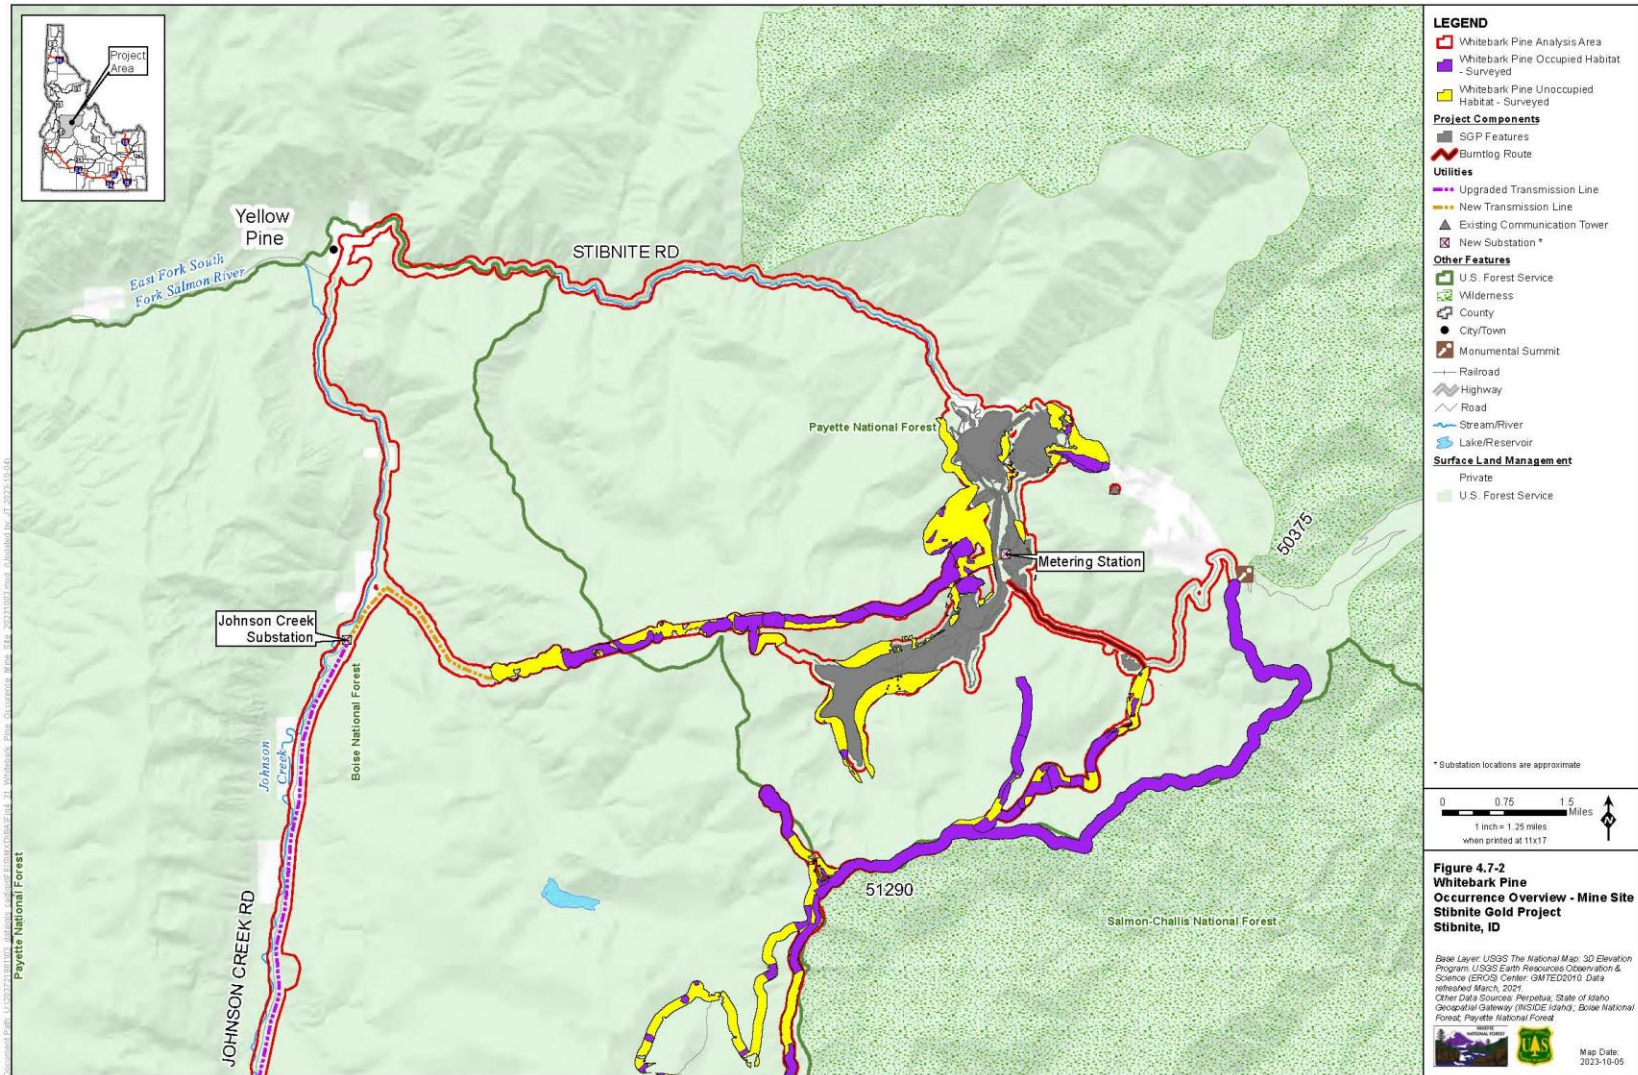 Project
Area
Yellow
Pine
East Fork South
Fork Salmon River
STIBNITE RD
Payette National Forest
50375
Metering Station
Johnson Creek
Substation
Boise National Forest
Johnson
Creek
51290
Salmon-Challis National Forest
JOHNSON CREEK RD
Payette National Forest
LEGEND
Whitebark Pine Analysis Area
Whitebark Pine Occupied Habitat
- Surveyed
Whitebark Pine Unoccupied
Habitat - Surveyed
Project Components
SGP Features
Burntlog Route
Utilities
Upgraded Transmission Line
New Transmission Line
Existing Communication Tower
New Substation *
Other Features
U.S. Forest Service
Wilderness
County
City/Town
Monumental Summit
Railroad
Highway
Road
Stream/River
Lake/Reservoir
Surface Land Management
Private
U.S. Forest Service
* Substation locations are approximate
0 0.75 1.5
Miles
N
1 inch = 1.25 miles
when printed at 11x17
Figure 4.7-2
Whitebark Pine
Occurrence Overview - Mine Site
Stibnite Gold Project
Stibnite, ID
Base Layer: USGS The National Map: 3D Elevation
Program. USGS Earth Resources Observation &
Science (EROS) Center: GMTED2010. Data
refreshed March, 2021.
Other Data Sources: Perpetua; State of Idaho
Geospatial Gateway (INSIDE Idaho); Boise National
Forest; Payette National Forest
PAYETTE
NATIONAL FOREST
UAS
Map Date:
2023-10-05